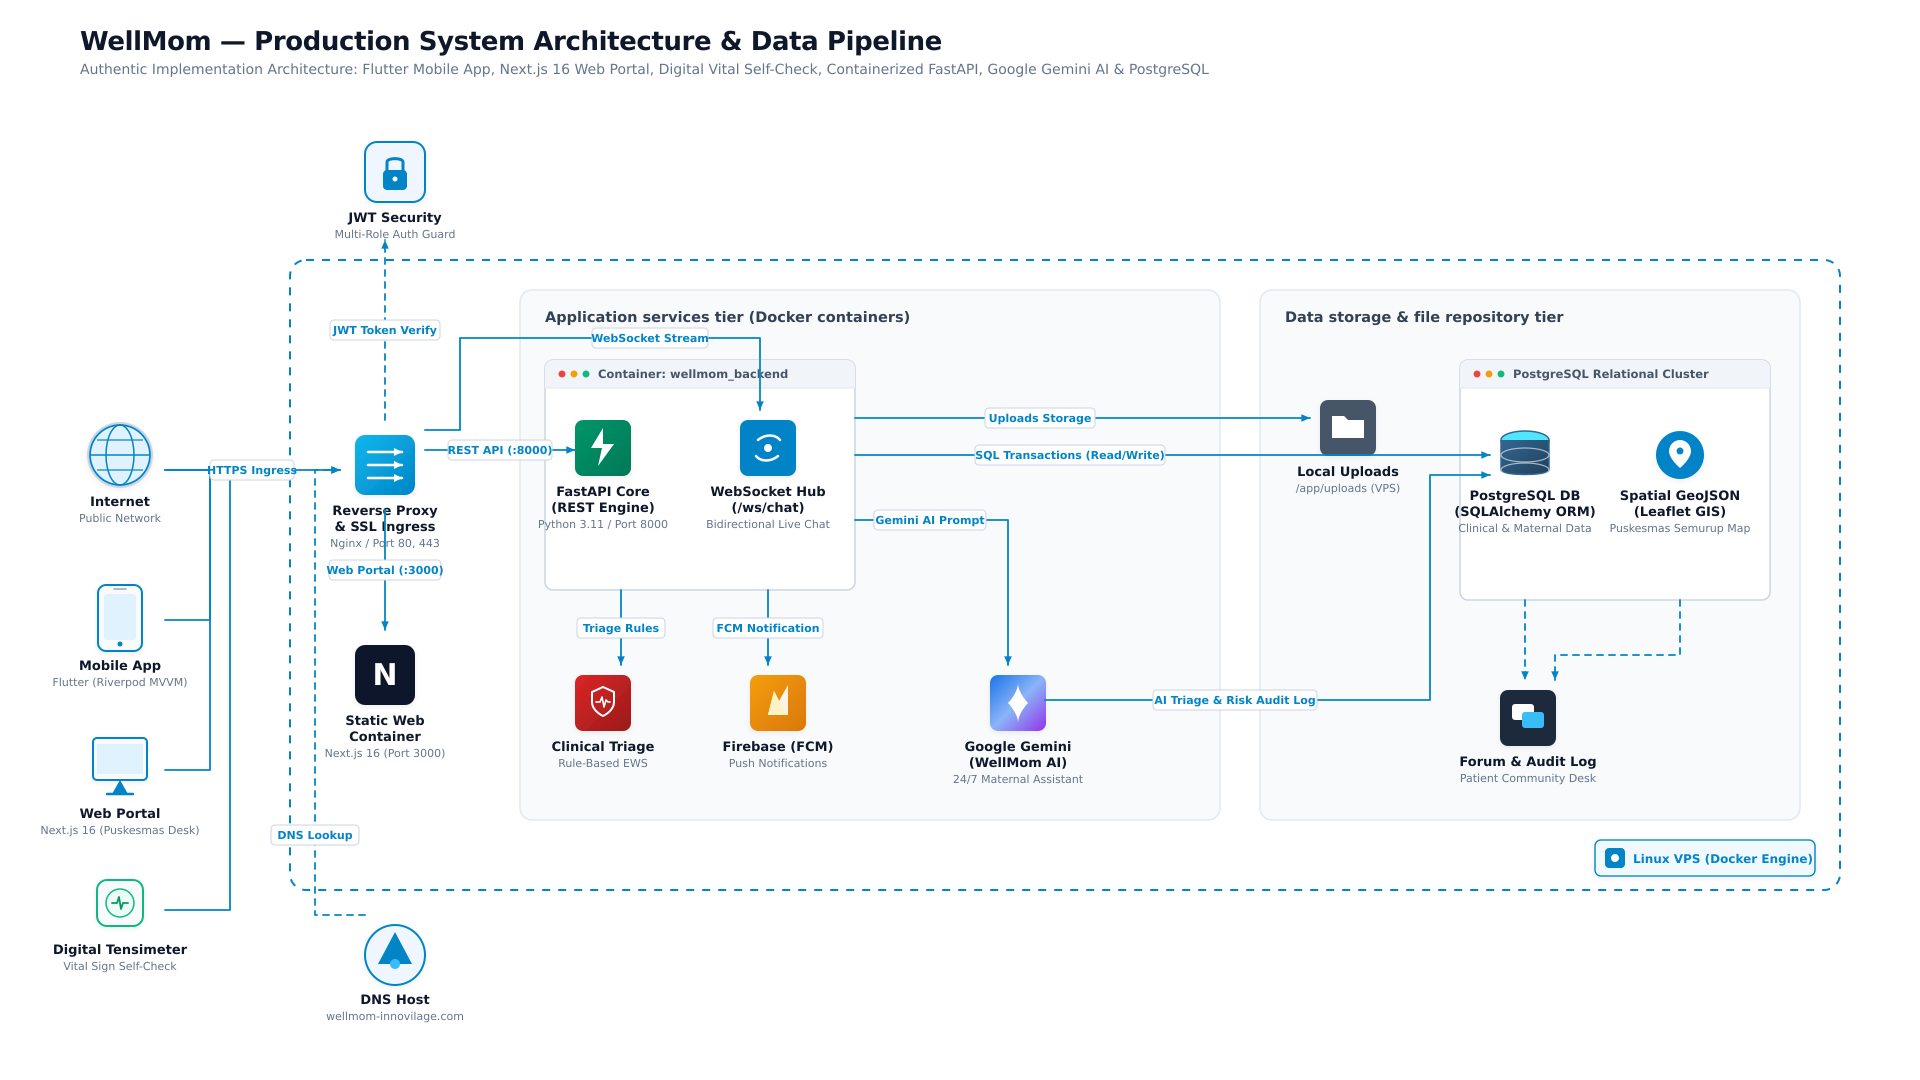 WellMom — Production System Architecture & Data Pipeline
Authentic Implementation Architecture: Flutter Mobile App, Next.js 16 Web Portal, Digital Vital Self-Check, Containerized FastAPI, Google Gemini AI & PostgreSQL
JWT Security
Multi-Role Auth Guard
JWT Token Verify
Application services tier (Docker containers)
WebSocket Stream
Container: wellmom_backend
Data storage & file repository tier
PostgreSQL Relational Cluster
Internet
Public Network
HTTPS Ingress
Reverse Proxy
& SSL Ingress
Nginx / Port 80, 443
REST API (:8000)
FastAPI Core
(REST Engine)
Python 3.11 / Port 8000
WebSocket Hub
(/ws/chat)
Bidirectional Live Chat
Uploads Storage
SQL Transactions (Read/Write)
Gemini AI Prompt
Local Uploads
/app/uploads (VPS)
PostgreSQL DB
(SQLAlchemy ORM)
Clinical & Maternal Data
Spatial GeoJSON
(Leaflet GIS)
Puskesmas Semurup Map
Web Portal (:3000)
Mobile App
Flutter (Riverpod MVVM)
N
Static Web
Container
Next.js 16 (Port 3000)
Triage Rules
FCM Notification
Clinical Triage
Rule-Based EWS
Firebase (FCM)
Push Notifications
Google Gemini
(WellMom AI)
24/7 Maternal Assistant
AI Triage & Risk Audit Log
Forum & Audit Log
Patient Community Desk
Web Portal
Next.js 16 (Puskesmas Desk)
DNS Lookup
Linux VPS (Docker Engine)
Digital Tensimeter
Vital Sign Self-Check
DNS Host
wellmom-innovilage.com